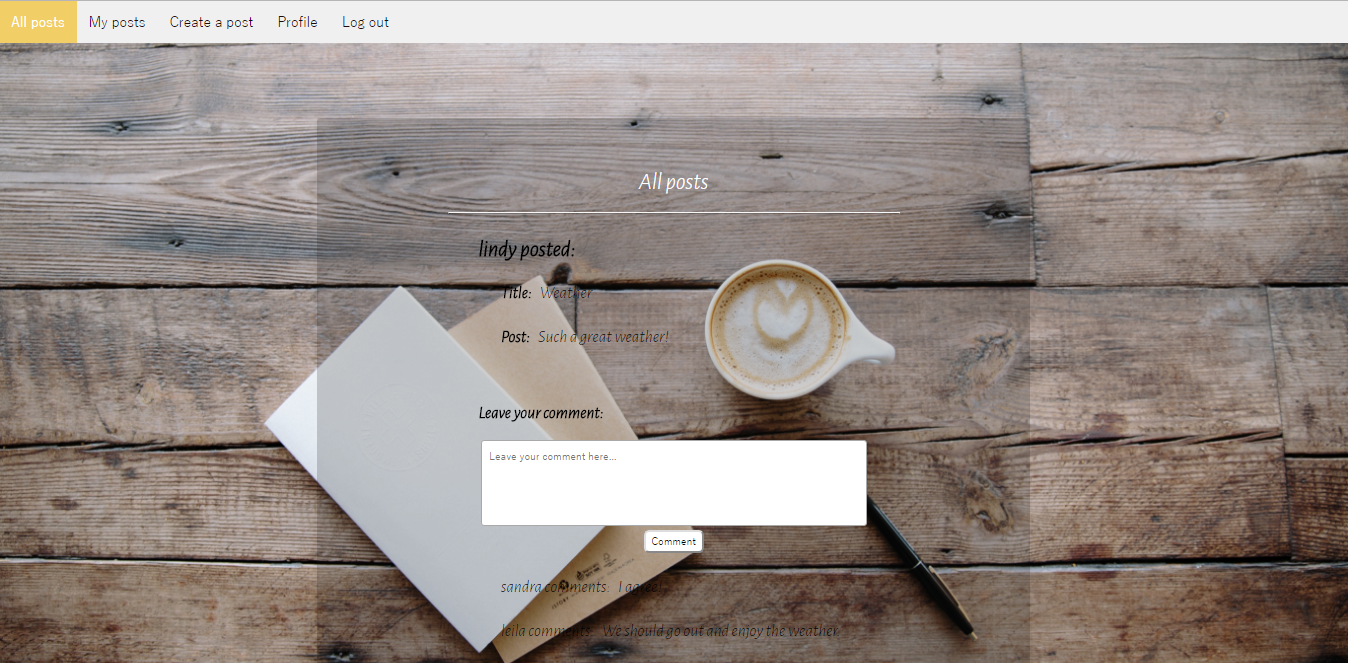 All posts My posts Create a post Profile Log out
All posts
lindy posted:
Title: Weather
Post: Such a great weather!
Leave your comment:
Leave your comment here...
Comment
sandra comments: I agree!
leila comments: We should go out and enjoy the weather.